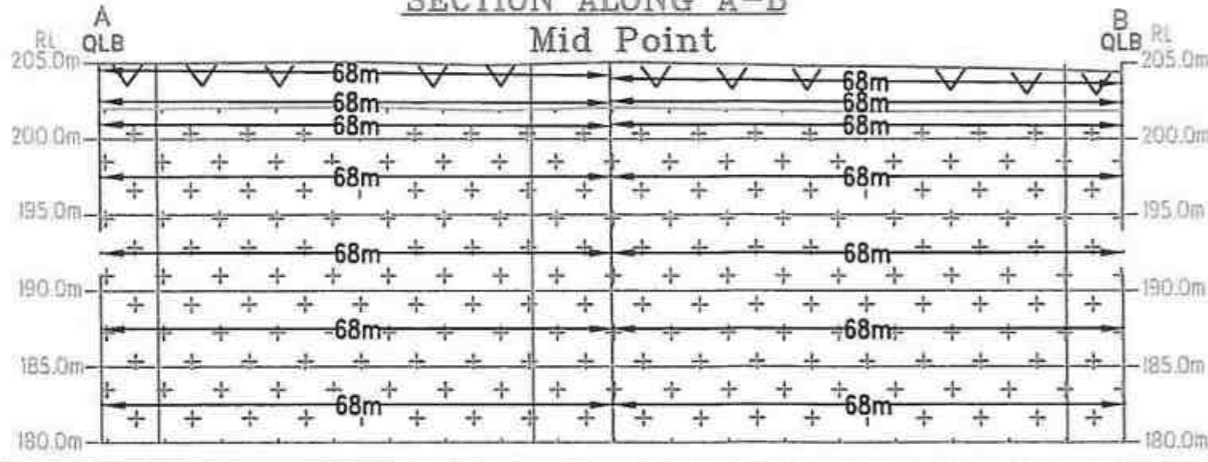 SECTION ALONG A-B
A
B
Mid Point
RL QLB
QLB RL
205.0m
68m
68m
205.0m
68m
68m
68m
68m
200.0m
200.0m
68m
68m
195.0m
195.0m
68m
68m
190.0m
190.0m
68m
68m
185.0m
185.0m
68m
68m
180.0m
180.0m